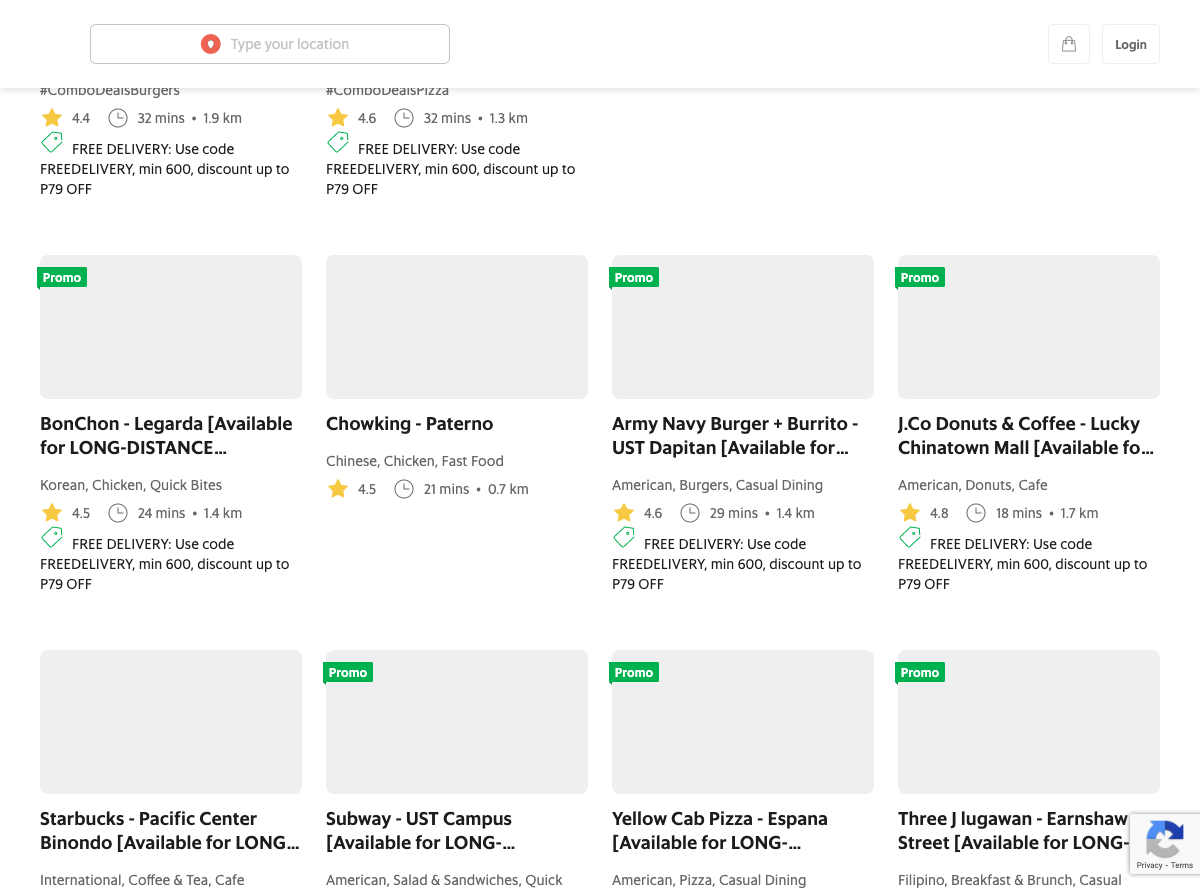 Type your location
Login
#ComboDealsBurgers
4.4 32 mins • 1.9 km
FREE DELIVERY: Use code
FREEDELIVERY, min 600, discount up to
P79 OFF
#ComboDealsPizza
4.6 32 mins • 1.3 km
FREE DELIVERY: Use code
FREEDELIVERY, min 600, discount up to
P79 OFF
Promo
BonChon - Legarda [Available
for LONG-DISTANCE...
Korean, Chicken, Quick Bites
4.5 24 mins • 1.4 km
FREE DELIVERY: Use code
FREEDELIVERY, min 600, discount up to
P79 OFF
Chowking - Paterno
Chinese, Chicken, Fast Food
4.5 21 mins • 0.7 km
Promo
Army Navy Burger + Burrito -
UST Dapitan [Available for...
American, Burgers, Casual Dining
4.6 29 mins • 1.4 km
FREE DELIVERY: Use code
FREEDELIVERY, min 600, discount up to
P79 OFF
Promo
J.Co Donuts & Coffee - Lucky
Chinatown Mall [Available fo...
American, Donuts, Cafe
4.8 18 mins • 1.7 km
FREE DELIVERY: Use code
FREEDELIVERY, min 600, discount up to
P79 OFF
Starbucks - Pacific Center
Binondo [Available for LONG...
International, Coffee & Tea, Cafe
Promo
Subway - UST Campus
[Available for LONG-...
American, Salad & Sandwiches, Quick
Promo
Yellow Cab Pizza - Espana
[Available for LONG-...
American, Pizza, Casual Dining
Promo
Three J lugawan - Earnshaw
Street [Available for LONG-
Filipino, Breakfast & Brunch, Casual
Privacy - Terms